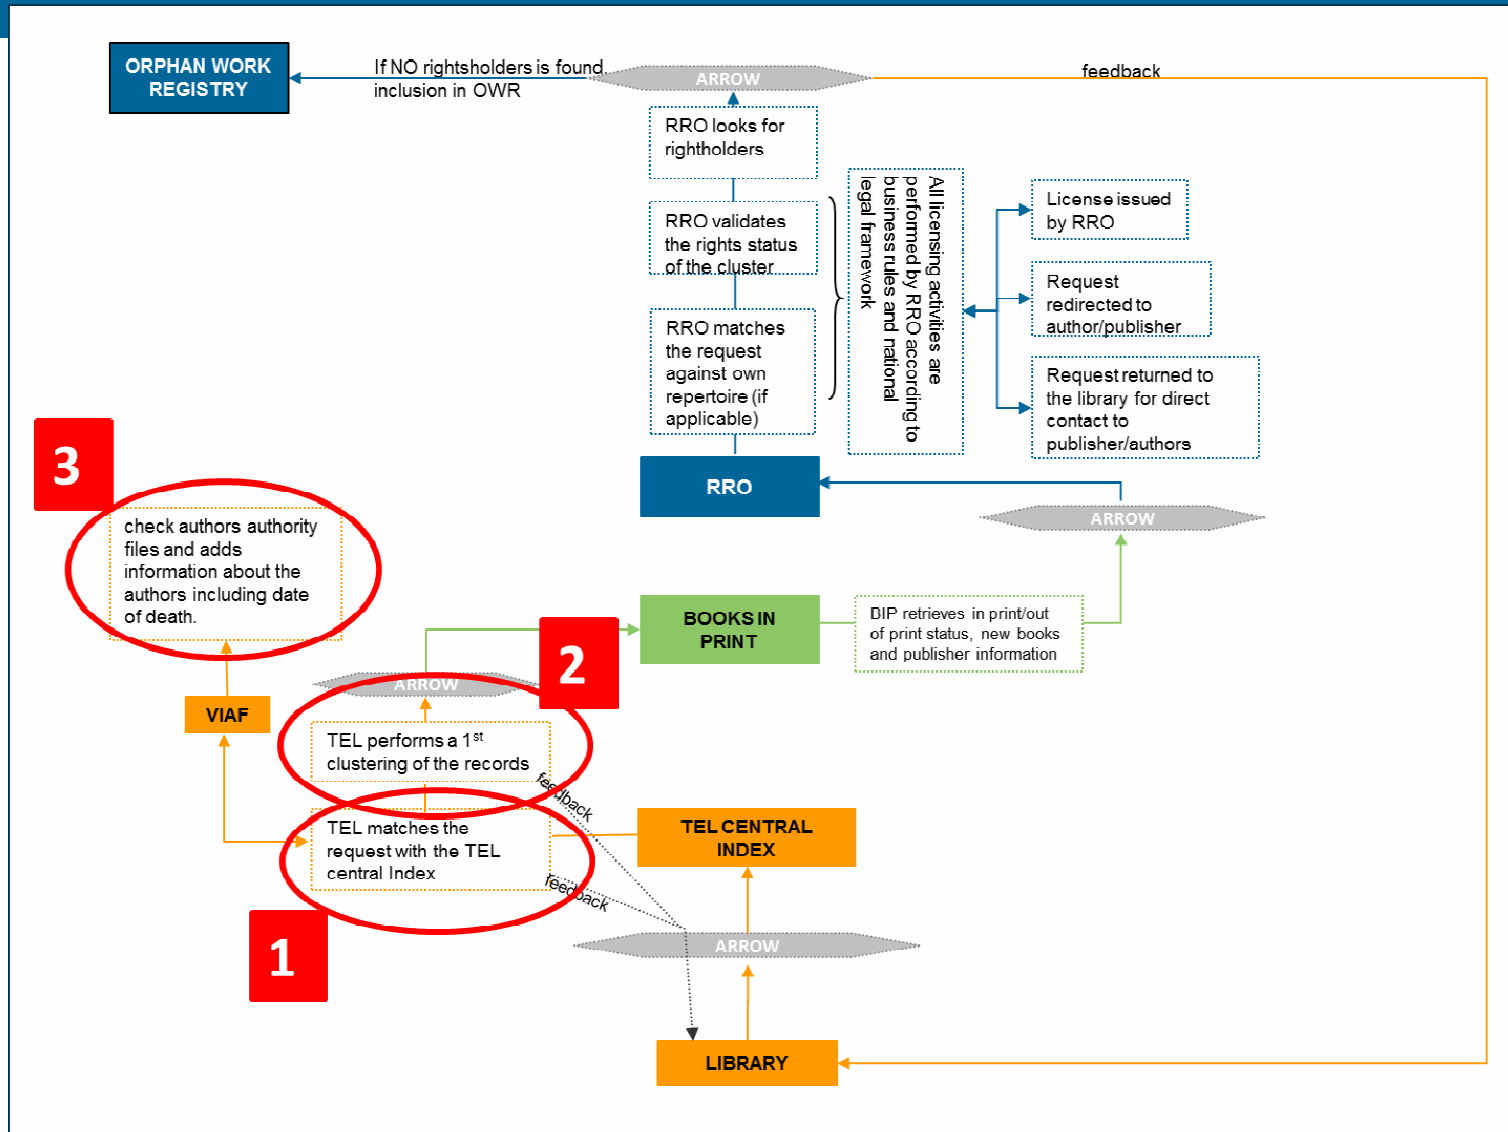 ORPHAN WORK
REGISTRY
If NO rightsholders is found
inclusion in OWR
ARROW
feedback
RRO looks for
rightholders
RRO validates
the rights status
of the cluster
RRO matches
the request
against own
repertoire (if
applicable)
All licensing activities are
performed by RRO according to
business rules and national
legal framework
License issued
by RRO
Request
redirected to
author/publisher
Request returned to
the library for direct
contact to
publisher/authors
RRO
ARROW
3
check authors authority
files and adds
information about the
authors including date
of death.
BOOKS IN
PRINT
BIP retrieves in print/out
of print status, new books
and publisher information
2
ARROW
VIAF
TEL performs a 1st
clustering of the records
feedback
TEL matches the
request with the TEL
central Index
feedback
TEL CENTRAL
INDEX
1
ARROW
LIBRARY